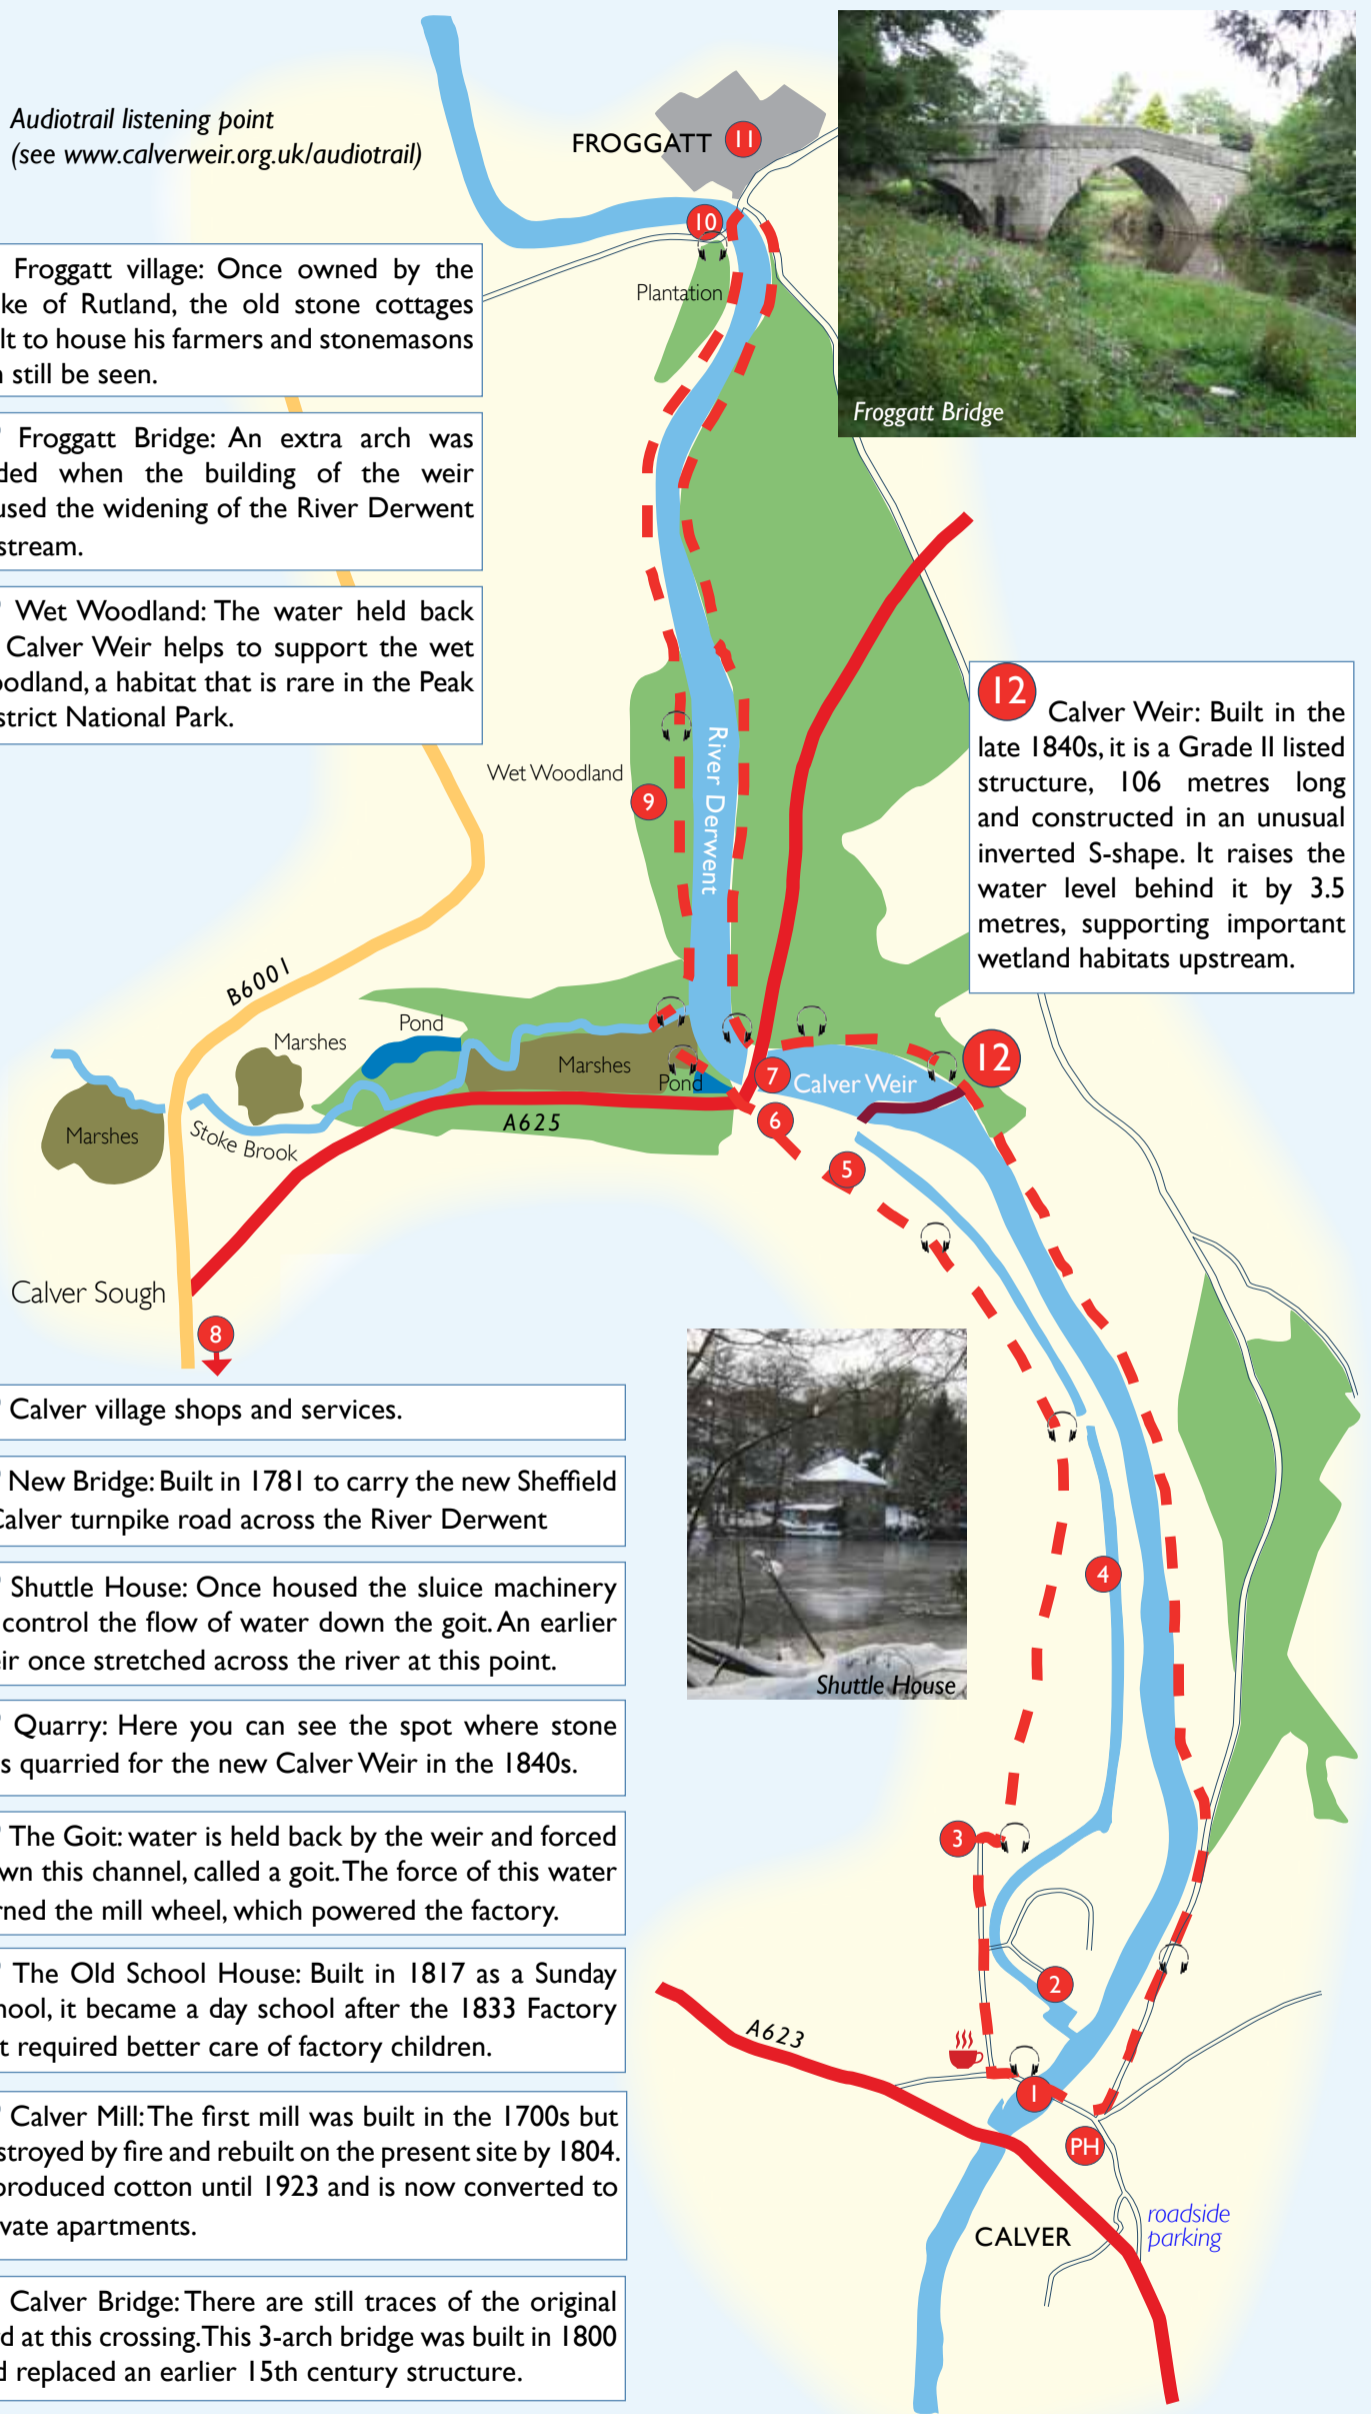 Audiotrail listening point
(see www.calverweir.org.uk/audiotrail)
Froggatt village: Once owned by the
ke of Rutland, the old stone cottages
lt to house his farmers and stonemasons
still be seen.
Froggatt Bridge: An extra arch was
ded when the building of the weir
used the widening of the River Derwent
stream.
Wet Woodland: The water held back
Calver Weir helps to support the wet
oodland, a habitat that is rare in the Peak
strict National Park.
FROGGATT 11
10
Plantation
Froggatt Bridge
12 Calver Weir: Built in the
late 1840s, it is a Grade II listed
structure, 106 metres long
and constructed in an unusual
inverted S-shape. It raises the
water level behind it by 3.5
metres, supporting important
wetland habitats upstream.
River Derwent
Wet Woodland
9
B6001
Marshes
Pond
Marshes
Pond
Marshes
Stoke Brook
A625
7 Calver Weir
12
6
5
Calver Sough
8
Calver village shops and services.
New Bridge: Built in 1781 to carry the new Sheffield
Calver turnpike road across the River Derwent
Shuttle House: Once housed the sluice machinery
control the flow of water down the goit. An earlier
eir once stretched across the river at this point.
Quarry: Here you can see the spot where stone
s quarried for the new Calver Weir in the 1840s.
The Goit: water is held back by the weir and forced
wn this channel, called a goit. The force of this water
rned the mill wheel, which powered the factory.
The Old School House: Built in 1817 as a Sunday
hool, it became a day school after the 1833 Factory
t required better care of factory children.
Calver Mill: The first mill was built in the 1700s but
stroyed by fire and rebuilt on the present site by 1804.
produced cotton until 1923 and is now converted to
vate apartments.
Calver Bridge: There are still traces of the original
d at this crossing. This 3-arch bridge was built in 1800
d replaced an earlier 15th century structure.
Shuttle House
4
3
2
A623
1
PH
CALVER
roadside
parking